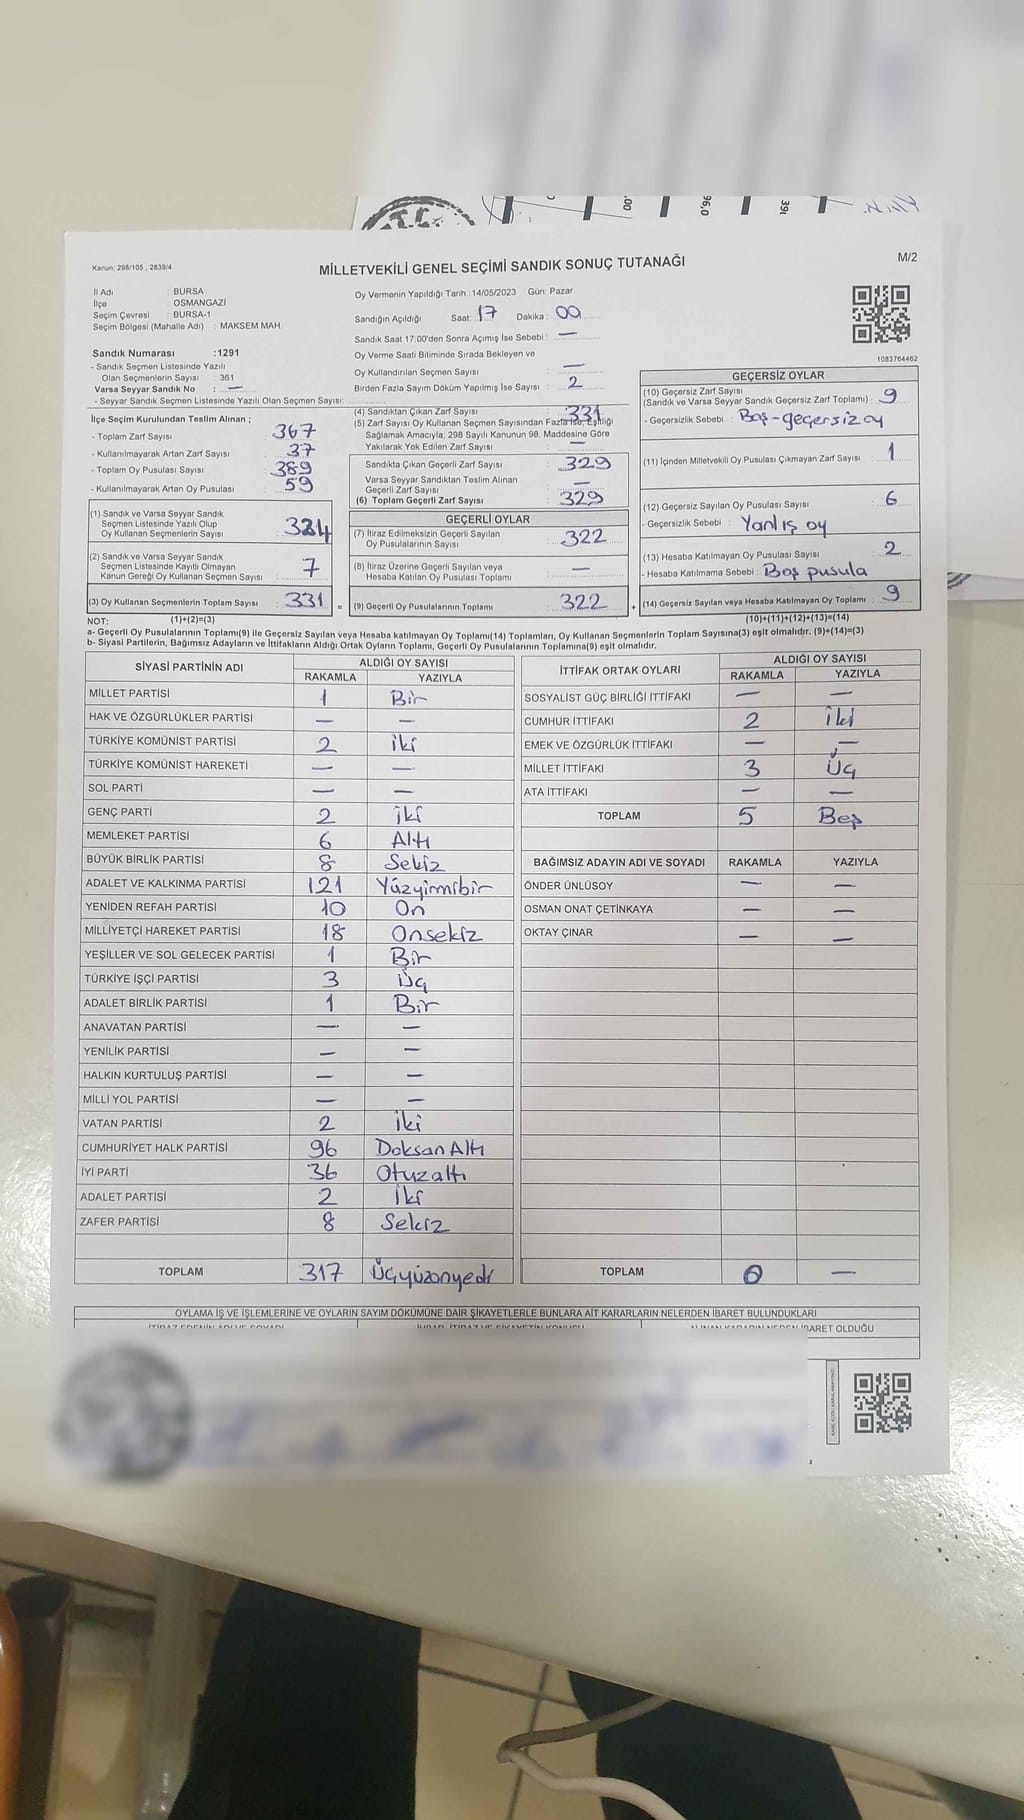 Kanun; 298/105 , 2839/4
MİLLETVEKİLİ GENEL SEÇİMİ SANDIK SONUÇ TUTANAĞI
M/2
İl Adı : BURSA
İlçe : OSMANGAZİ
Seçim Çevresi : BURSA-1
Seçim Bölgesi (Mahalle Adı) : MAKSEM MAH.
Sandık Numarası :1291
- Sandık Seçmen Listesinde Yazılı
Olan Seçmenlerin Sayısı : 361
Varsa Seyyar Sandık No : —
- Seyyar Sandık Seçmen Listesinde Yazılı Olan Seçmen Sayısı:
Oy Vermenin Yapıldığı Tarih :14/05/2023 Gün: Pazar
Sandığın Açıldığı Saat: 17 Dakika : 00
Sandık Saat 17:00'den Sonra Açımış İse Sebebi : —
Oy Verme Saati Bitiminde Sırada Bekleyen ve
Oy Kullandırılan Seçmen Sayısı : —
Birden Fazla Sayım Döküm Yapılmış İse Sayısı : 2
1083764462
İlçe Seçim Kurulundan Teslim Alınan ;
- Toplam Zarf Sayısı : 367
- Kullanılmayarak Artan Zarf Sayısı : 37
- Toplam Oy Pusulası Sayısı : 389
- Kullanılmayarak Artan Oy Pusulası : 59
(1) Sandık ve Varsa Seyyar Sandık
Seçmen Listesinde Yazılı Olup
Oy Kullanan Seçmenlerin Sayısı : 324
(2) Sandık ve Varsa Seyyar Sandık
Seçmen Listesinde Kayıtlı Olmayan
Kanun Gereği Oy Kullanan Seçmen Sayısı : 7
(3) Oy Kullanan Seçmenlerin Toplam Sayısı : 331 =
(4) Sandıktan Çıkan Zarf Sayısı : 331
(5) Zarf Sayısı Oy Kullanan Seçmen Sayısından Fazla ise, Eşitliği
Sağlamak Amacıyla; 298 Sayılı Kanunun 98. Maddesine Göre
Yakılarak Yok Edilen Zarf Sayısı : —
Sandıkta Çıkan Geçerli Zarf Sayısı : 329
Varsa Seyyar Sandıktan Teslim Alınan
Geçerli Zarf Sayısı : —
(6) Toplam Geçerli Zarf Sayısı : 329
GEÇERLİ OYLAR
(7) İtiraz Edilmeksizin Geçerli Sayılan
Oy Pusulalarının Sayısı : 322
(8) İtiraz Üzerine Geçerli Sayılan veya
Hesaba Katılan Oy Pusulası Toplamı : —
(9) Geçerli Oy Pusulalarının Toplamı : 322 +
GEÇERSİZ OYLAR
(10) Geçersiz Zarf Sayısı
(Sandık ve Varsa Seyyar Sandık Geçersiz Zarf Toplamı) : 9
- Geçersizlik Sebebi : Boş-geçersiz oy
(11) İçinden Milletvekili Oy Pusulası Çıkmayan Zarf Sayısı : 1
(12) Geçersiz Sayılan Oy Pusulası Sayısı : 6
- Geçersizlik Sebebi : Yanlış oy
(13) Hesaba Katılmayan Oy Pusulası Sayısı : 2
- Hesaba Katılmama Sebebi : Boş pusula
(14) Geçersiz Sayılan veya Hesaba Katılmayan Oy Toplamı : 9
NOT: (1)+(2)=(3) (10)+(11)+(12)+(13)=(14)
a- Geçerli Oy Pusulalarının Toplamı(9) ile Geçersiz Sayılan veya Hesaba katılmayan Oy Toplamı(14) Toplamları, Oy Kullanan Seçmenlerin Toplam Sayısına(3) eşit olmalıdır. (9)+(14)=(3)
b- Siyasi Partilerin, Bağımsız Adayların ve İttifakların Aldığı Ortak Oyların Toplamı, Geçerli Oy Pusulalarının Toplamına(9) eşit olmalıdır.
SİYASİ PARTİNİN ADI ALDIĞI OY SAYISI
RAKAMLA YAZIYLA
MİLLET PARTİSİ 1 Bir
HAK VE ÖZGÜRLÜKLER PARTİSİ — —
TÜRKİYE KOMÜNİST PARTİSİ 2 iki
TÜRKİYE KOMÜNİST HAREKETİ — —
SOL PARTİ — —
GENÇ PARTİ 2 iki
MEMLEKET PARTİSİ 6 Altı
BÜYÜK BİRLİK PARTİSİ 8 Sekiz
ADALET VE KALKINMA PARTİSİ 121 Yüzyirmibir
YENİDEN REFAH PARTİSİ 10 On
MİLLİYETÇİ HAREKET PARTİSİ 18 Onsekiz
YEŞİLLER VE SOL GELECEK PARTİSİ 1 Bir
TÜRKİYE İŞÇİ PARTİSİ 3 Üç
ADALET BİRLİK PARTİSİ 1 Bir
ANAVATAN PARTİSİ — —
YENİLİK PARTİSİ — —
HALKIN KURTULUŞ PARTİSİ — —
MİLLİ YOL PARTİSİ — —
VATAN PARTİSİ 2 iki
CUMHURİYET HALK PARTİSİ 96 Doksan Altı
İYİ PARTİ 36 Otuzaltı
ADALET PARTİSİ 2 İki
ZAFER PARTİSİ 8 Sekiz
TOPLAM 317 Üçyüzonyedi
İTTİFAK ORTAK OYLARI ALDIĞI OY SAYISI
RAKAMLA YAZIYLA
SOSYALİST GÜÇ BİRLİĞİ İTTİFAKI — —
CUMHUR İTTİFAKI 2 İki
EMEK VE ÖZGÜRLÜK İTTİFAKI — —
MİLLET İTTİFAKI 3 Üç
ATA İTTİFAKI — —
TOPLAM 5 Beş
BAĞIMSIZ ADAYIN ADI VE SOYADI RAKAMLA YAZIYLA
ÖNDER ÜNLÜSOY — —
OSMAN ONAT ÇETİNKAYA — —
OKTAY ÇINAR — —
TOPLAM 0 —
OYLAMA İŞ VE İŞLEMLERİNE VE OYLARIN SAYIM DÖKÜMÜNE DAİR ŞİKAYETLERLE BUNLARA AİT KARARLARIN NELERDEN İBARET BULUNDUKLARI
ALINAN KARARIN NEDEN İBARET OLDUĞU